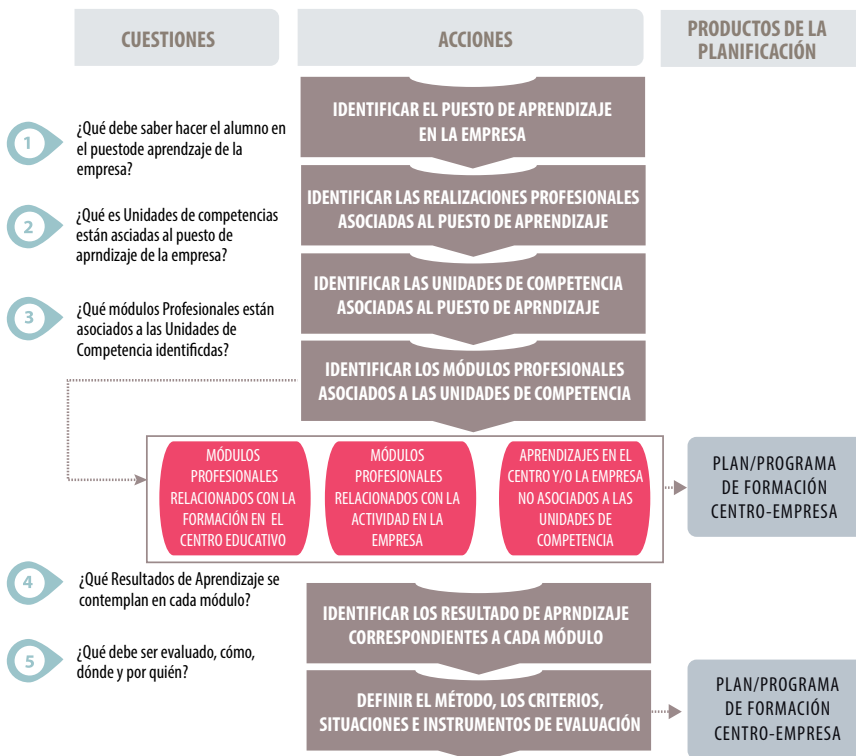 CUESTIONES
ACCIONES
PRODUCTOS DE LA
PLANIFICACIÓN
IDENTIFICAR EL PUESTO DE APRENDIZAJE
EN LA EMPRESA
1
¿Qué debe saber hacer el alumno en
el puestode aprendzaje de la
empresa?
IDENTIFICAR LAS REALIZACIONES PROFESIONALES
ASOCIADAS AL PUESTO DE APRENDIZAJE
2
¿Qué es Unidades de competencias
están asciadas al puesto de
aprndizaje de la empresa?
IDENTIFICAR LAS UNIDADES DE COMPETENCIA
ASOCIADAS AL PUESTO DE APRNDIZAJE
3
¿Qué módulos Profesionales están
asociados a las Unidades de
Competencia identificdas?
IDENTIFICAR LOS MÓDULOS PROFESIONALES
ASOCIADOS A LAS UNIDADES DE COMPETENCIA
MÓDULOS
PROFESIONALES
RELACIONADOS CON LA
FORMACIÓN EN EL
CENTRO EDUCATIVO
MÓDULOS
PROFESIONALES
RELACIONADOS CON LA
ACTIVIDAD EN LA
EMPRESA
APRENDIZAJES EN EL
CENTRO Y/O LA EMPRESA
NO ASOCIADOS A LAS
UNIDADES DE
COMPETENCIA
PLAN/PROGRAMA
DE FORMACIÓN
CENTRO-EMPRESA
4
¿Qué Resultados de Aprendizaje se
contemplan en cada módulo?
IDENTIFICAR LOS RESULTADO DE APRNDIZAJE
CORRESPONDIENTES A CADA MÓDULO
5
¿Qué debe ser evaluado, cómo,
dónde y por quién?
DEFINIR EL MÉTODO, LOS CRITERIOS,
SITUACIONES E INSTRUMENTOS DE EVALUACIÓN
PLAN/PROGRAMA
DE FORMACIÓN
CENTRO-EMPRESA